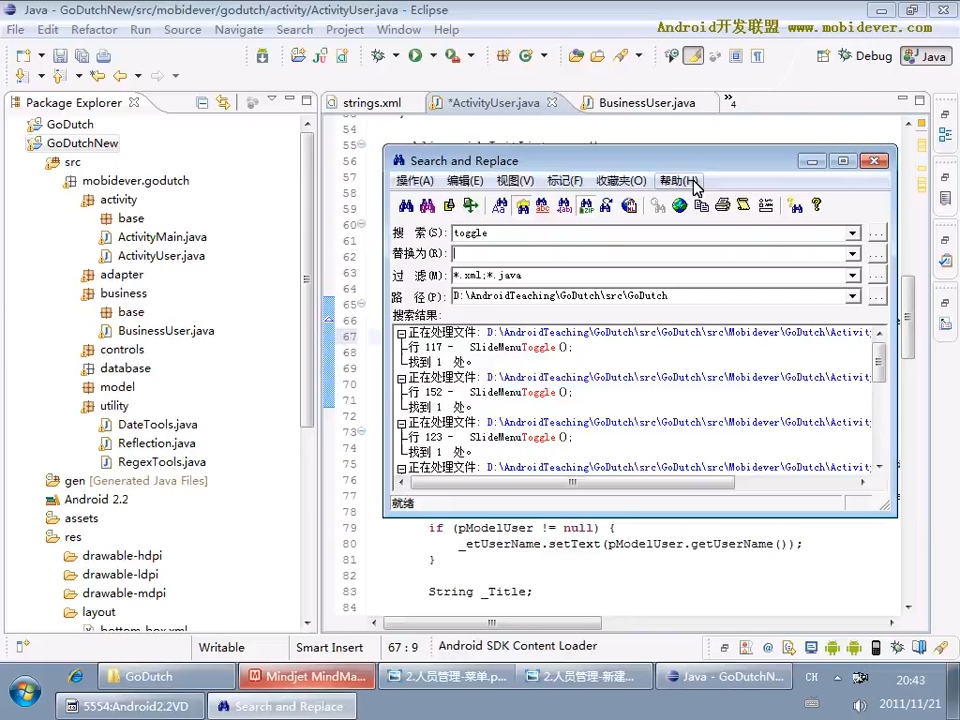 Java - GoDutchNew/src/mobidever/godutch/activity/ActivityUser.java - Eclipse
File Edit Refactor Run Source Navigate Search Project Window Help
Android开发联盟 www.mobidever.com
Debug Java
Package Explorer
strings.xml *ActivityUser.java BusinessUser.java »4
GoDutch
GoDutchNew
src
mobidever.godutch
activity
base
ActivityMain.java
ActivityUser.java
adapter
business
base
BusinessUser.java
controls
database
model
utility
DateTools.java
Reflection.java
RegexTools.java
gen [Generated Java Files]
Android 2.2
assets
res
drawable-hdpi
drawable-ldpi
drawable-mdpi
layout
bottom_box.xml
54
55
56
57
58
59
60
61
62
63
64
65
66
67
68
69
70
71
72
73
74
75
76
77
78
79 if (pModelUser != null) {
80 _etUserName.setText(pModelUser.getUserName());
81 }
82
83 String _Title;
84
Search and Replace
操作(A) 编辑(E) 视图(V) 标记(F) 收藏夹(O) 帮助(H)
搜 索(S): toggle
替换为(R):
过 滤(M): *.xml;*.java
路 径(P): D:\AndroidTeaching\GoDutch\src\GoDutch
搜索结果:
正在处理文件: D:\AndroidTeaching\GoDutch\src\GoDutch\src\Mobidever\GoDutch\Activit
行 117 - SlideMenuToggle();
找到 1 处。
正在处理文件: D:\AndroidTeaching\GoDutch\src\GoDutch\src\Mobidever\GoDutch\Activit
行 152 - SlideMenuToggle();
找到 1 处。
正在处理文件: D:\AndroidTeaching\GoDutch\src\GoDutch\src\Mobidever\GoDutch\Activit
行 123 - SlideMenuToggle();
找到 1 处。
正在处理文件: D:\AndroidTeaching\GoDutch\src\GoDutch\src\Mobidever\GoDutch\Activit
就绪
Writable Smart Insert 67 : 9 Android SDK Content Loader
GoDutch Mindjet MindMa... 2.人员管理-菜单.p... 2.人员管理-新建... Java - GoDutchN... CH 20:43
5554:Android2.2VD Search and Replace 2011/11/21